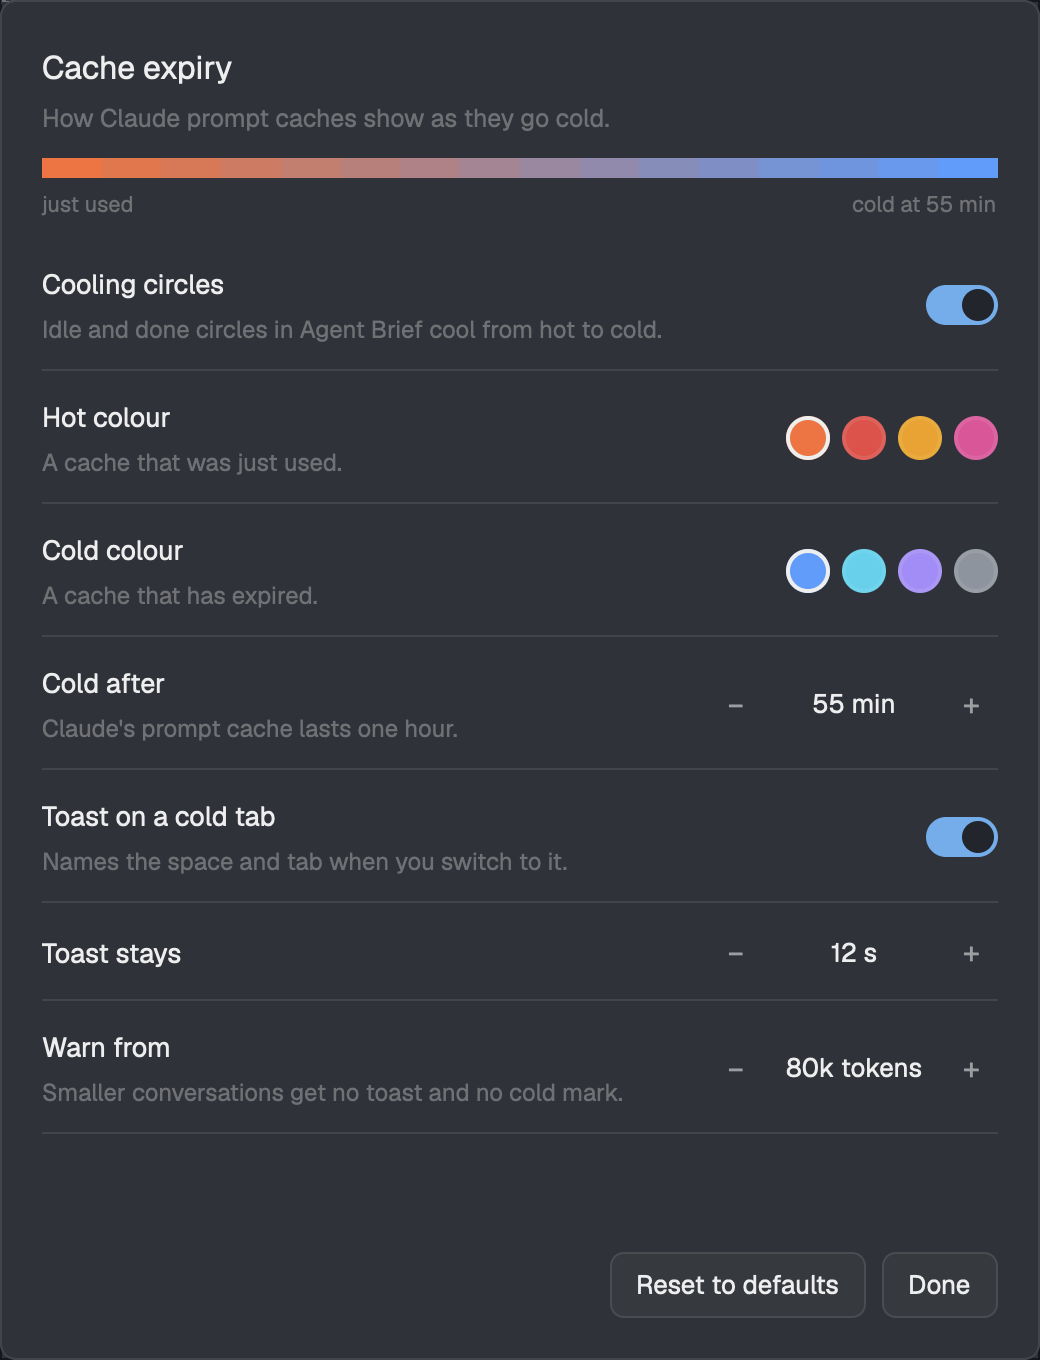 Cache expiry
How Claude prompt caches show as they go cold.
just used
cold at 55 min
Cooling circles
Idle and done circles in Agent Brief cool from hot to cold.
Hot colour
A cache that was just used.
Cold colour
A cache that has expired.
Cold after
Claude's prompt cache lasts one hour.
− 55 min +
Toast on a cold tab
Names the space and tab when you switch to it.
Toast stays
− 12 s +
Warn from
Smaller conversations get no toast and no cold mark.
− 80k tokens +
Reset to defaults
Done